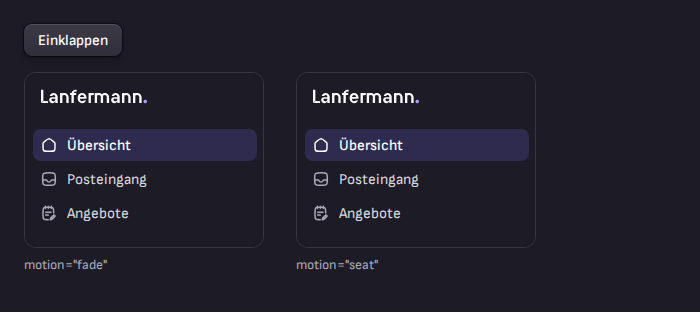 Einklappen
Lanfermann.
Übersicht
Posteingang
Angebote
motion="fade"
Lanfermann.
Übersicht
Posteingang
Angebote
motion="seat"